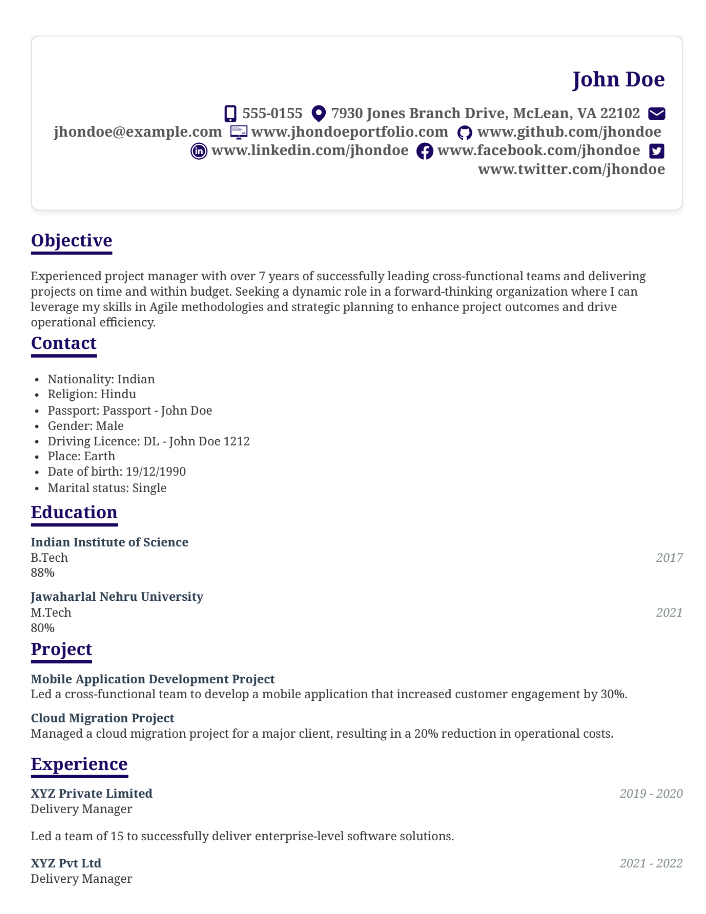 John Doe
555-0155 7930 Jones Branch Drive, McLean, VA 22102
jhondoe@example.com www.jhondoeportfolio.com www.github.com/jhondoe
www.linkedin.com/jhondoe www.facebook.com/jhondoe
www.twitter.com/jhondoe
Objective
Experienced project manager with over 7 years of successfully leading cross-functional teams and delivering
projects on time and within budget. Seeking a dynamic role in a forward-thinking organization where I can
leverage my skills in Agile methodologies and strategic planning to enhance project outcomes and drive
operational efficiency.
Contact
• Nationality: Indian
• Religion: Hindu
• Passport: Passport - John Doe
• Gender: Male
• Driving Licence: DL - John Doe 1212
• Place: Earth
• Date of birth: 19/12/1990
• Marital status: Single
Education
Indian Institute of Science
B.Tech 2017
88%
Jawaharlal Nehru University
M.Tech 2021
80%
Project
Mobile Application Development Project
Led a cross-functional team to develop a mobile application that increased customer engagement by 30%.
Cloud Migration Project
Managed a cloud migration project for a major client, resulting in a 20% reduction in operational costs.
Experience
XYZ Private Limited 2019 - 2020
Delivery Manager
Led a team of 15 to successfully deliver enterprise-level software solutions.
XYZ Pvt Ltd 2021 - 2022
Delivery Manager